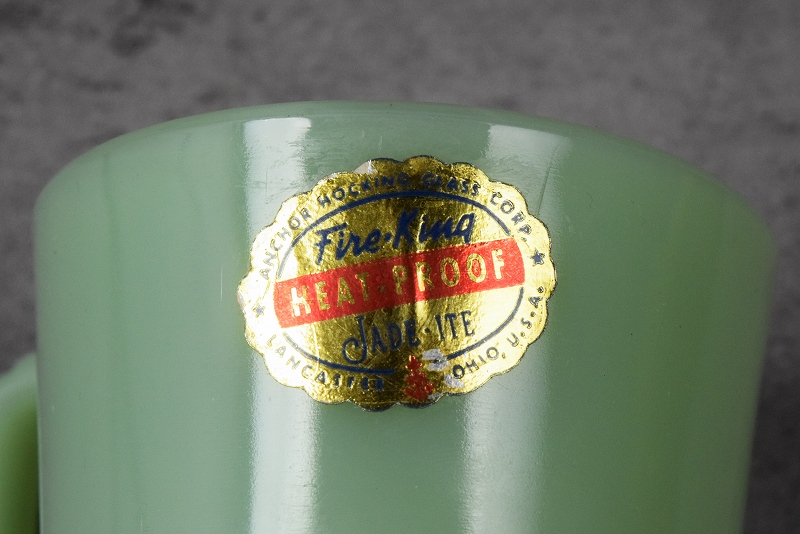 ANCHOR HOCKING GLASS CORP.
Fire-King
HEAT-PROOF
JADE-ITE
LANCASTER OHIO, U.S.A.